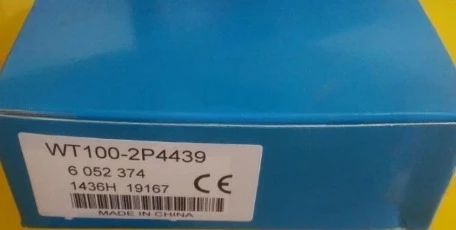 WT100-2P4439
6 052 374
1436H 19167
CE
MADE IN CHINA